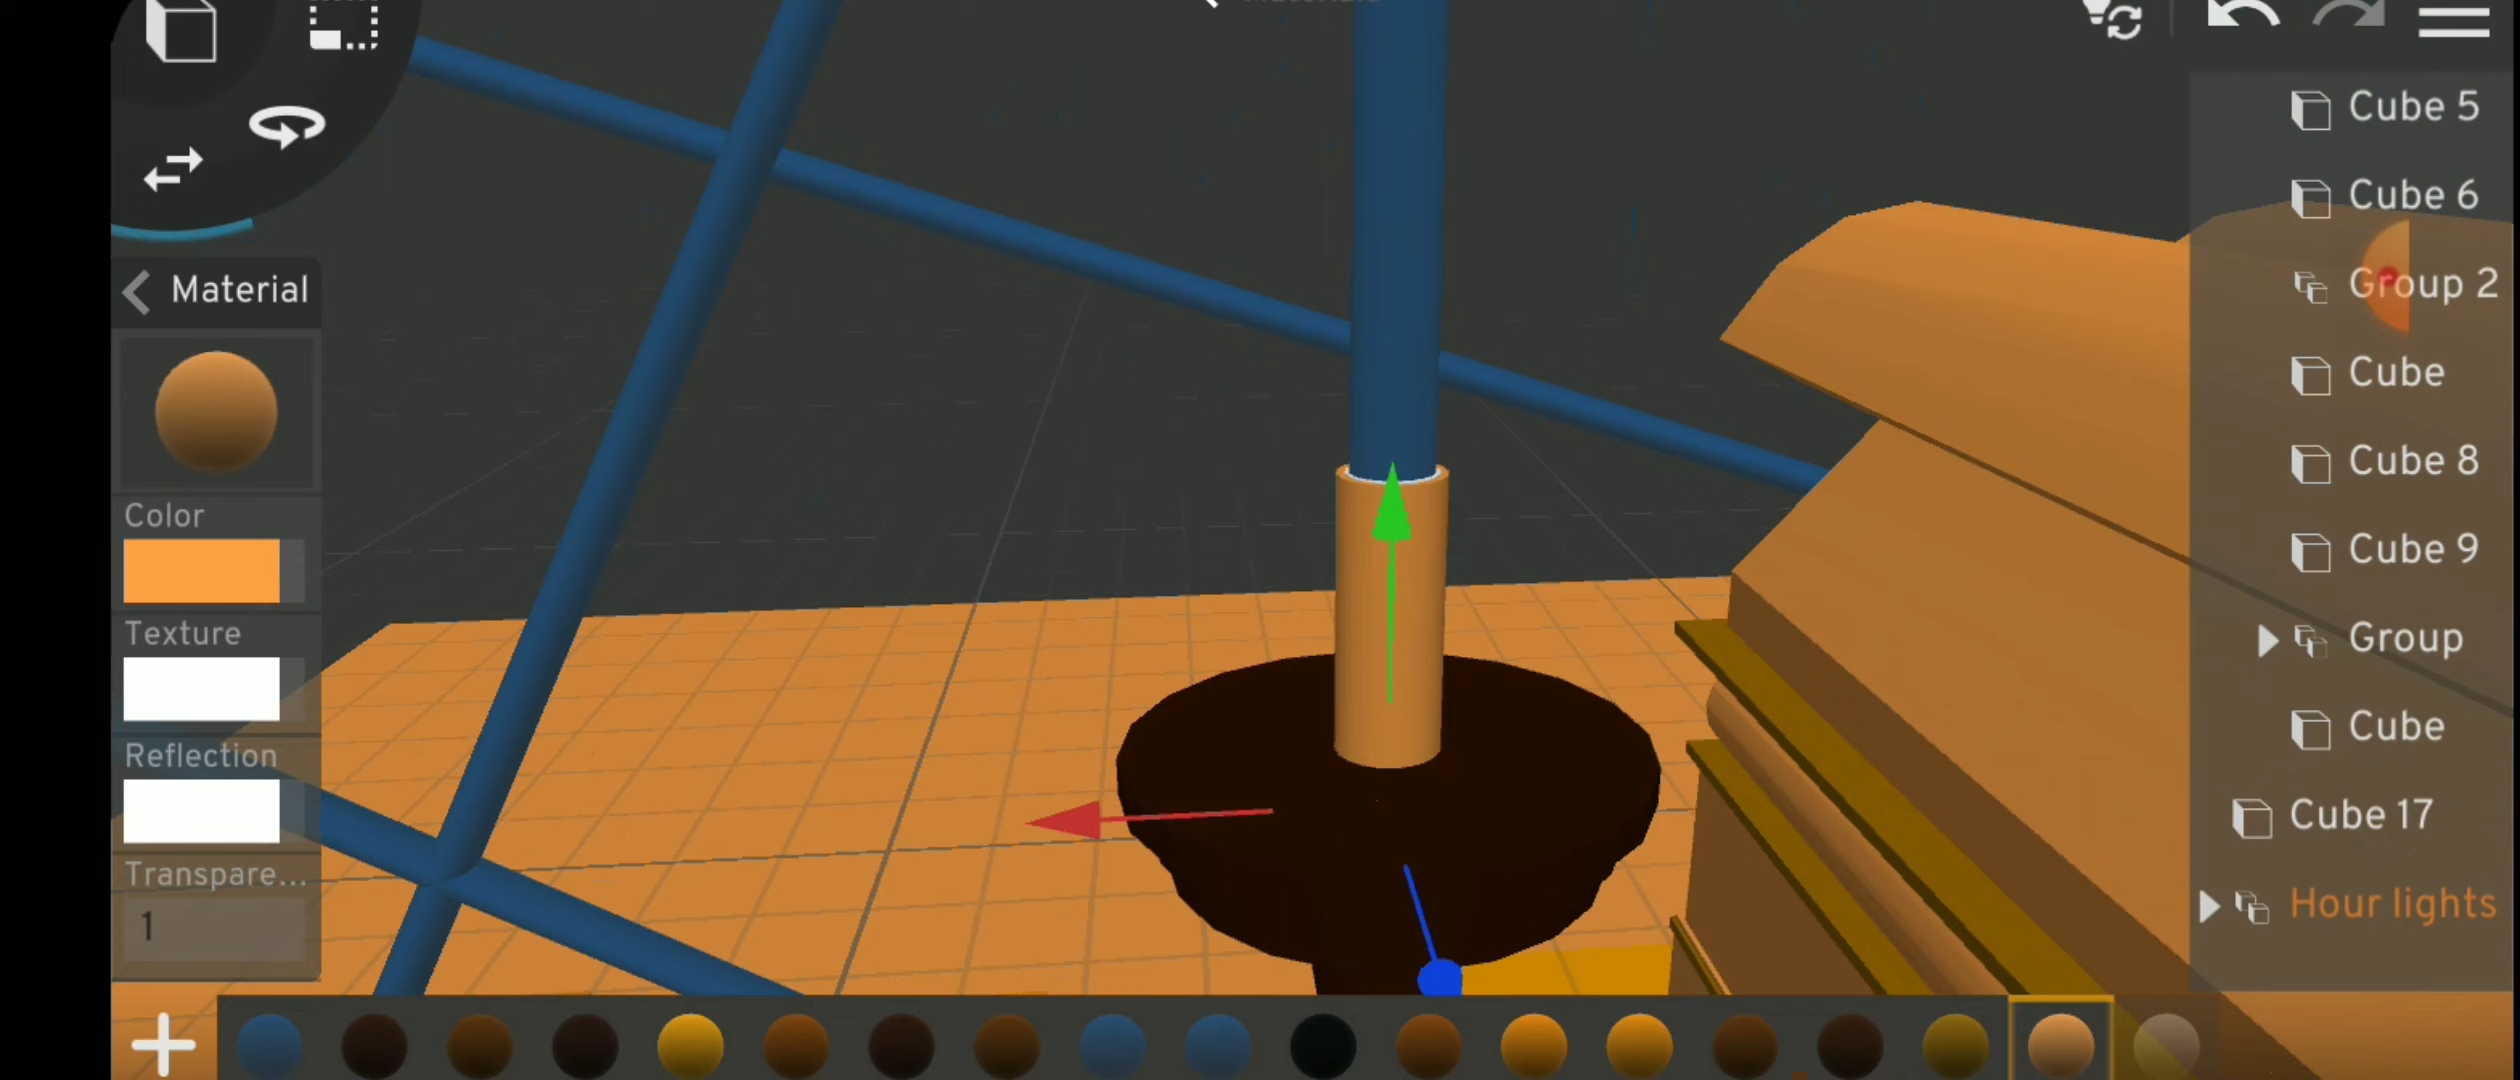 Material
Color
Texture
Reflection
Transpare...
1
Cube 5
Cube 6
Group 2
Cube
Cube 8
Cube 9
Group
Cube
Cube 17
Hour lights